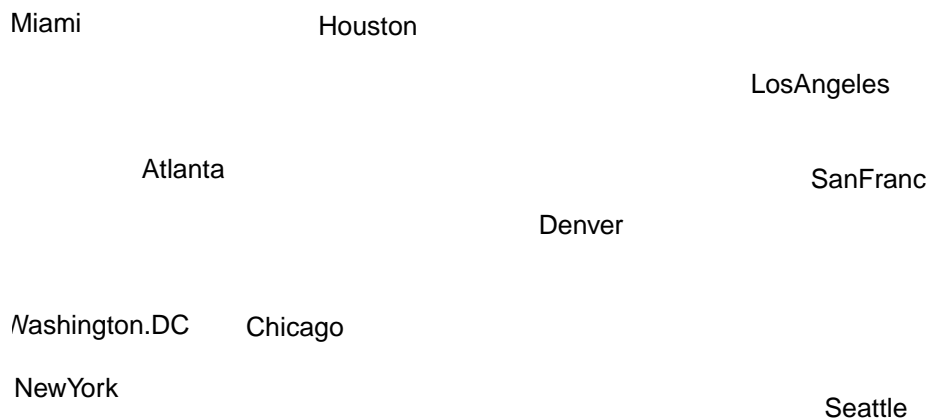 Miami
Houston
LosAngeles
Atlanta
SanFranc
Denver
Washington.DC
Chicago
NewYork
Seattle